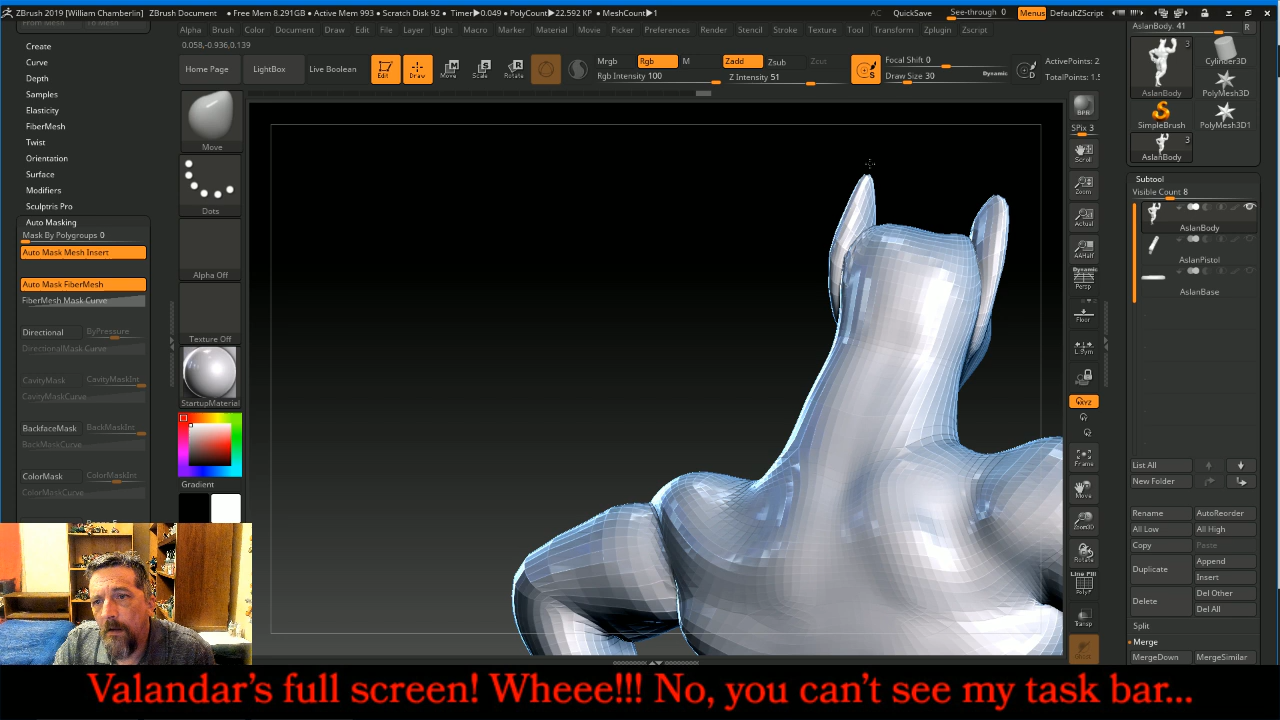 ZBrush 2019 [William Chamberlin] ZBrush Document • Free Mem 8.291GB • Active Mem 993 • Scratch Disk 92 • Timer▶0.049 • PolyCount▶22.592 KP • MeshCount▶1
AC QuickSave See-through 0 Menus DefaultZScript
Alpha Brush Color Document Draw Edit File Layer Light Macro Marker Material Movie Picker Preferences Render Stencil Stroke Texture Tool Transform Zplugin Zscript
0.058,-0.936,0.139
Home Page LightBox Live Boolean Edit Draw Move Scale Rotate
Mrgb Rgb M Zadd Zsub Zcut
Rgb Intensity 100 Z Intensity 51
Focal Shift 0
Draw Size 30 Dynamic
ActivePoints: 2
TotalPoints: 1.5
Create
Curve
Depth
Samples
Elasticity
FiberMesh
Twist
Orientation
Surface
Modifiers
Sculptris Pro
Auto Masking
Mask By Polygroups 0
Auto Mask Mesh Insert
Auto Mask FiberMesh
FiberMesh Mask Curve
Directional ByPressure
DirectionalMask Curve
CavityMask CavityMaskInt
CavityMaskCurve
BackfaceMask BackMaskInt
BackMaskCurve
ColorMask ColorMaskInt
ColorMaskCurve
Move
Dots
Alpha Off
Texture Off
StartupMaterial
Gradient
BPR
SPix 3
Scroll
Zoom
Actual
AAHalf
Dynamic
Persp
Floor
L.Sym
XYZ
Frame
Move
Zoom3D
Rotate
Line Fill
PolyF
Transp
AslanBody. 41 R
3
AslanBody
Cylinder3D
PolyMesh3D
SimpleBrush
PolyMesh3D1
3
AslanBody
Subtool
Visible Count 8
AslanBody
AslanPistol
AslanBase
List All
New Folder
Rename AutoReorder
All Low All High
Copy Paste
Duplicate Append
Insert
Delete Del Other
Del All
Split
Merge
MergeDown MergeSimilar
Valandar's full screen! Wheee!!! No, you can't see my task bar...